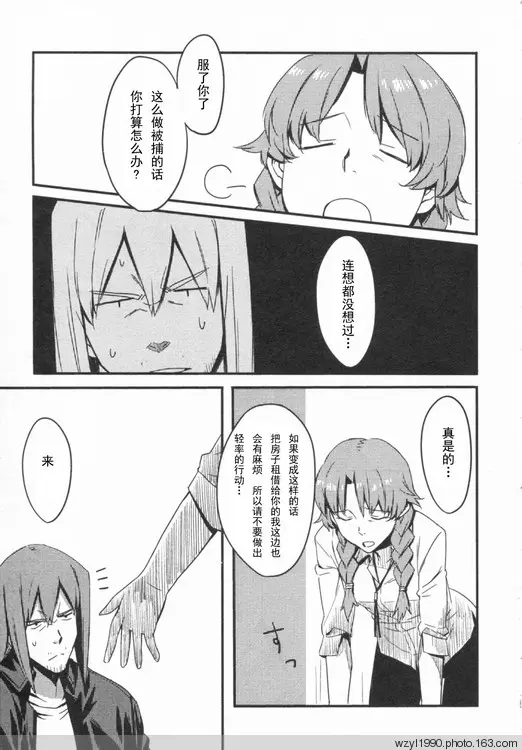 服了你了
这么做被捕的话
你打算怎么办?
连想都没想过…
真是的…
如果变成这样的话
把房子租借给你的我这边也
会有麻烦 所以请不要做出
轻率的行动…
すっ
来
wzyl1990.photo.163.com